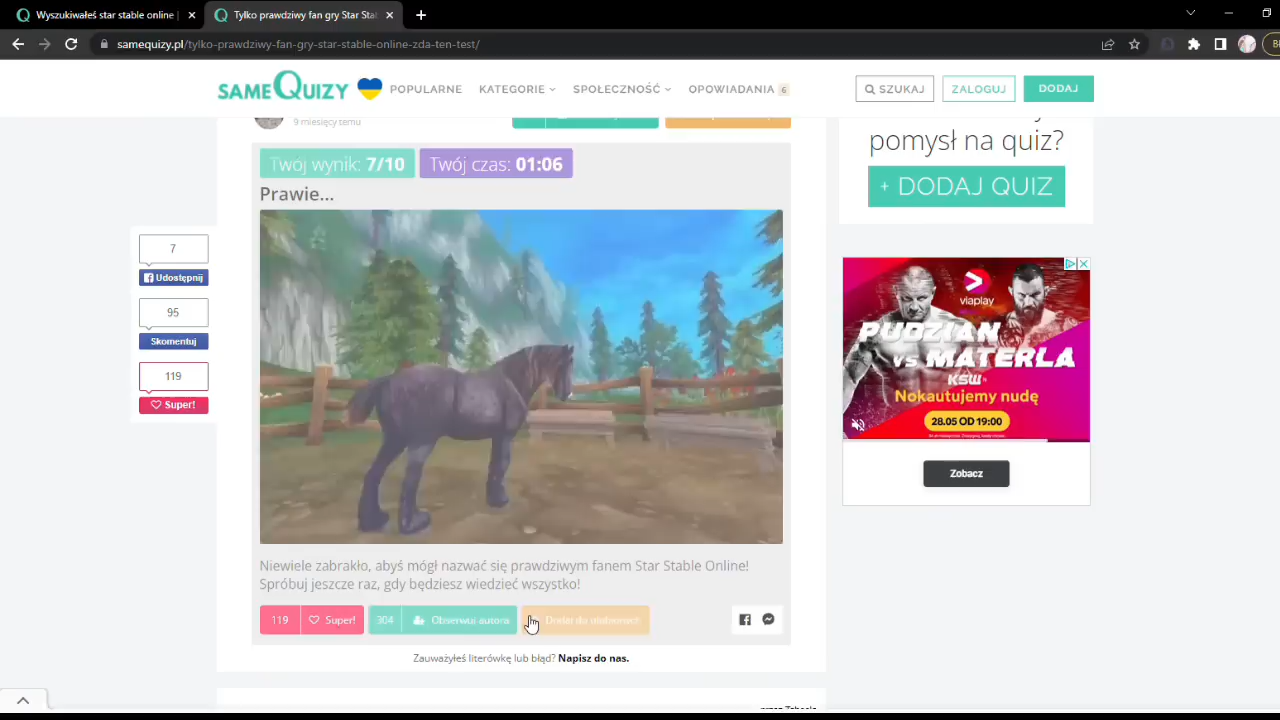 Wyszukiwałeś star stable online |
Tylko prawdziwy fan gry Star Sta
samequizy.pl/tylko-prawdziwy-fan-gry-star-stable-online-zda-ten-test/
SAMEQUIZY
POPULARNE
KATEGORIE
SPOŁECZNOŚĆ
OPOWIADANIA 6
SZUKAJ
ZALOGUJ
DODAJ
9 miesięcy temu
pomysł na quiz?
+ DODAJ QUIZ
Twój wynik: 7/10
Twój czas: 01:06
Prawie...
7
Udostępnij
95
Skomentuj
119
Super!
viaplay
PUDZIAN
VS MATERLA
KSW
Nokautujemy nudę
28.05 OD 19:00
Zobacz
Niewiele zabrakło, abyś mógł nazwać się prawdziwym fanem Star Stable Online!
Spróbuj jeszcze raz, gdy będziesz wiedzieć wszystko!
119 Super!
304 Obserwuj autora
Dodaj do ulubionych
Zauważyłeś literówkę lub błąd? Napisz do nas.